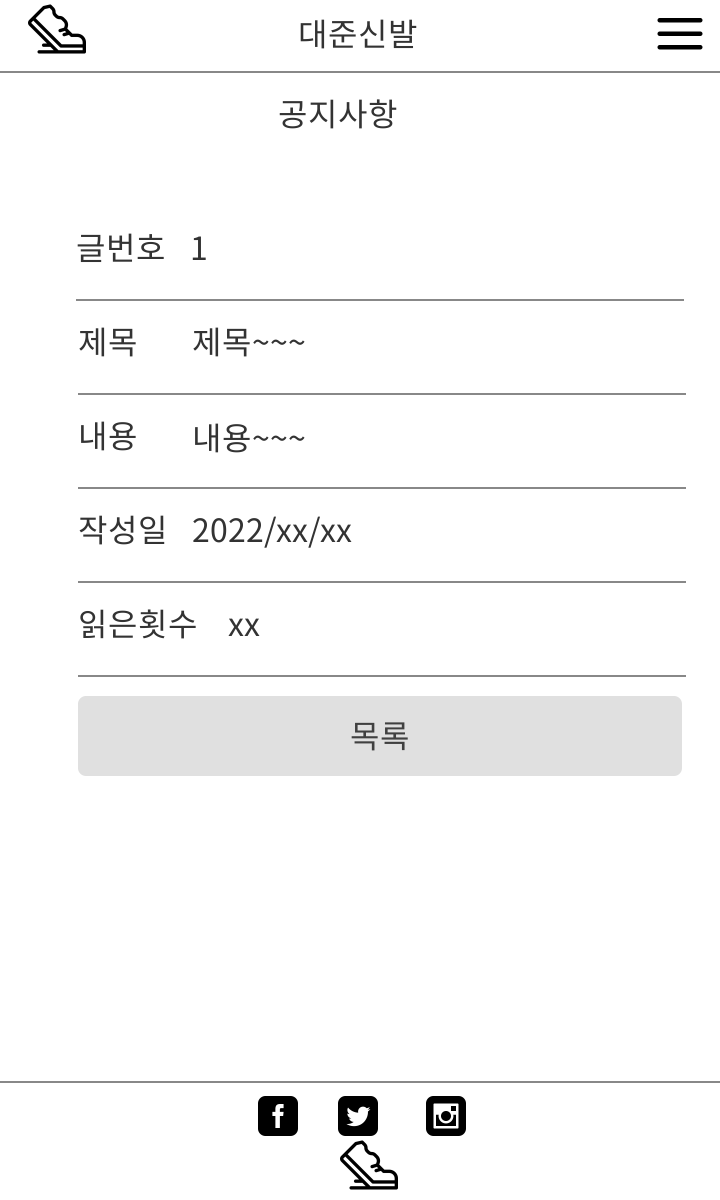 대준신발
공지사항
글번호 1
제목 제목~~~
내용 내용~~~
작성일 2022/xx/xx
읽은횟수 xx
목록